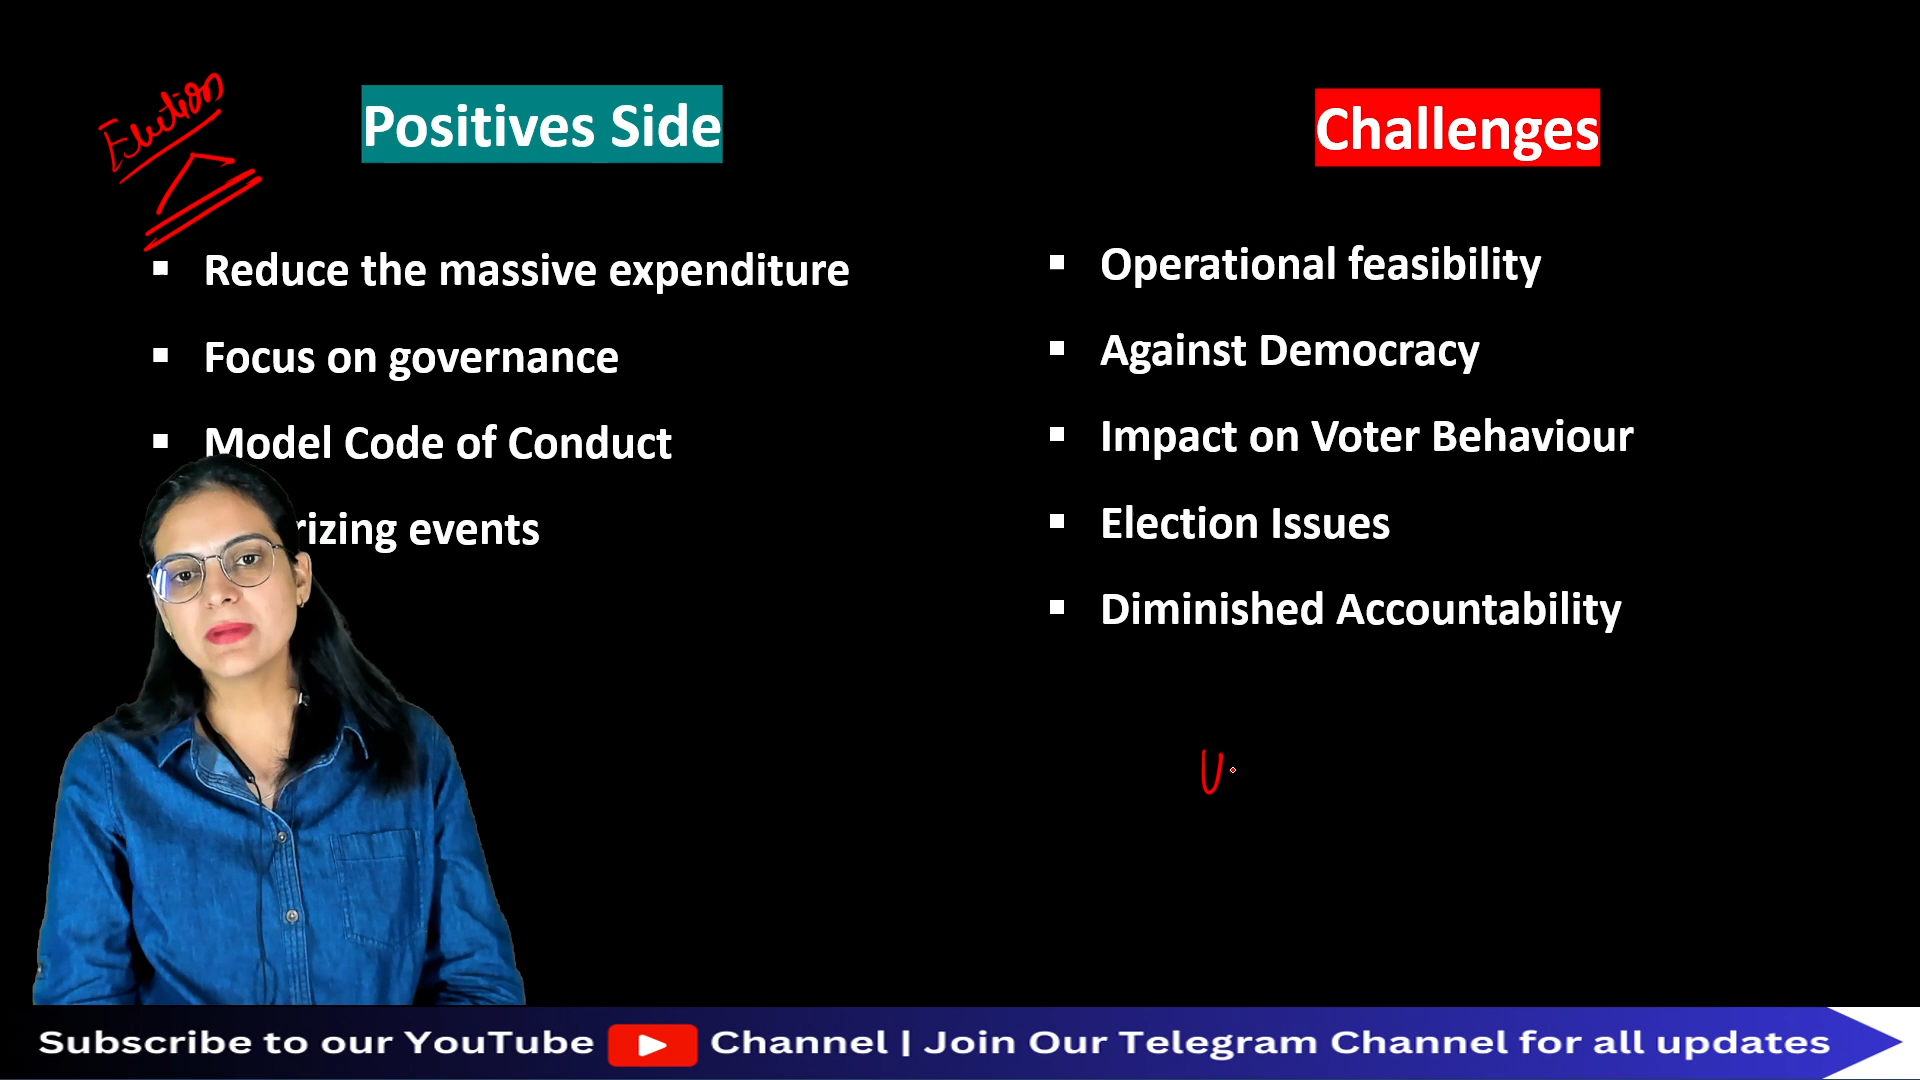 Election
Positives Side
Reduce the massive expenditure
Focus on governance
Model Code of Conduct
rizing events
Challenges
Operational feasibility
Against Democracy
Impact on Voter Behaviour
Election Issues
Diminished Accountability
U
Subscribe to our YouTube Channel | Join Our Telegram Channel for all updates